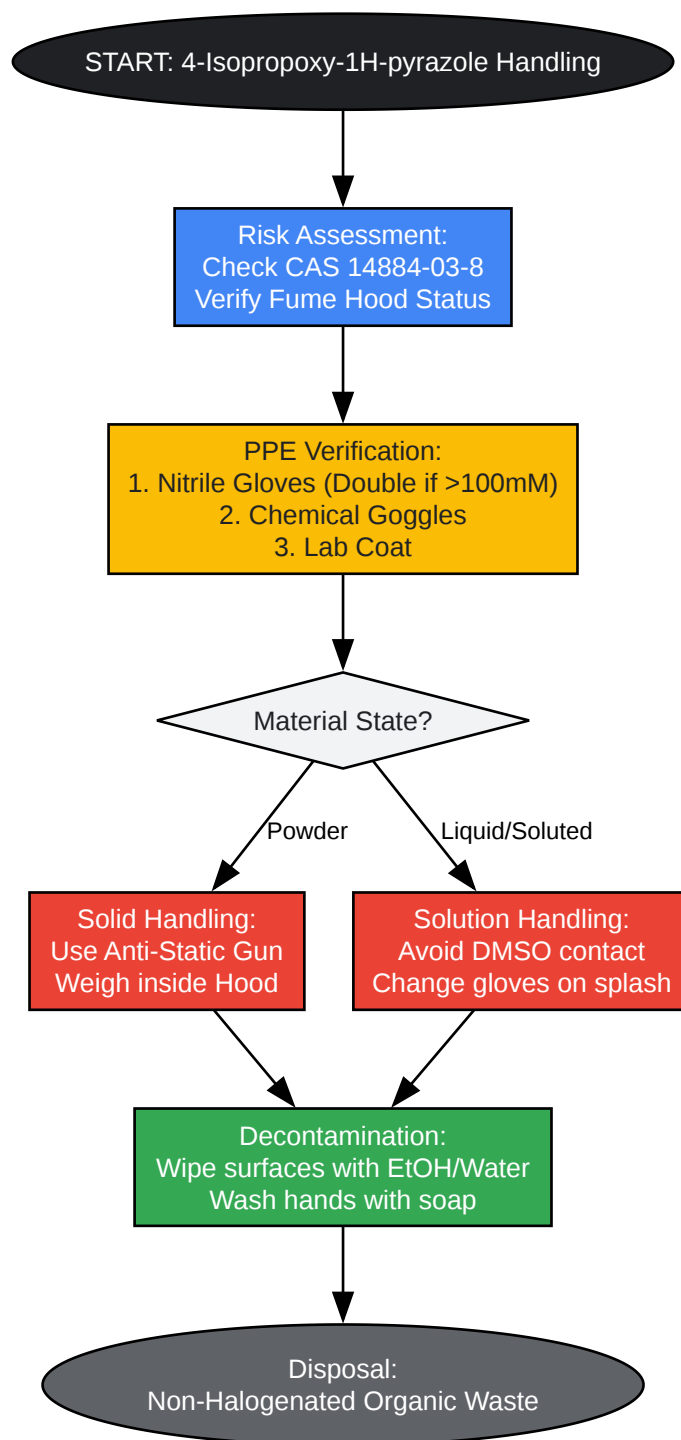 START: 4-Isopropoxy-1H-pyrazole Handling
Risk Assessment:
Check CAS 14884-03-8
Verify Fume Hood Status
PPE Verification:
1. Nitrile Gloves (Double if >100mM)
2. Chemical Goggles
3. Lab Coat
Material State?
Powder
Liquid/Soluted
Solid Handling:
Use Anti-Static Gun
Weigh inside Hood
Solution Handling:
Avoid DMSO contact
Change gloves on splash
Decontamination:
Wipe surfaces with EtOH/Water
Wash hands with soap
Disposal:
Non-Halogenated Organic Waste